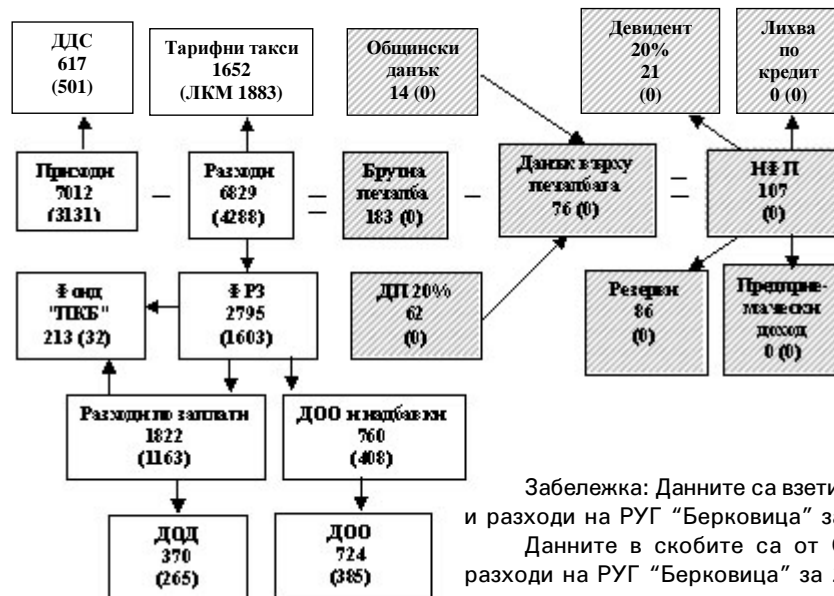 ДДС
617
(501)
Тарифни такси
1652
(ЛКМ 1883)
Общински
данък
14 (0)
Девидент
20%
21
(0)
Лихва
по
кредит
0 (0)
Приходи
7012
(3131)
–
Разходи
6829
(4288)
=
Брутна
печалба
183 (0)
–
Данък върху
печалбата
76 (0)
=
НФП
107
(0)
Фонд
"ПКБ"
213 (32)
ФРЗ
2795
(1603)
ДП 20%
62
(0)
Резерви
86
(0)
Предприе-
мачески
доход
0 (0)
Разходи по заплати
1822
(1163)
ДОО и надбавки
760
(408)
ДОД
370
(265)
ДОО
724
(385)
Забележка: Данните са взети
и разходи на РУГ “Берковица” за
Данните в скобите са от
разходи на РУГ “Берковица” за